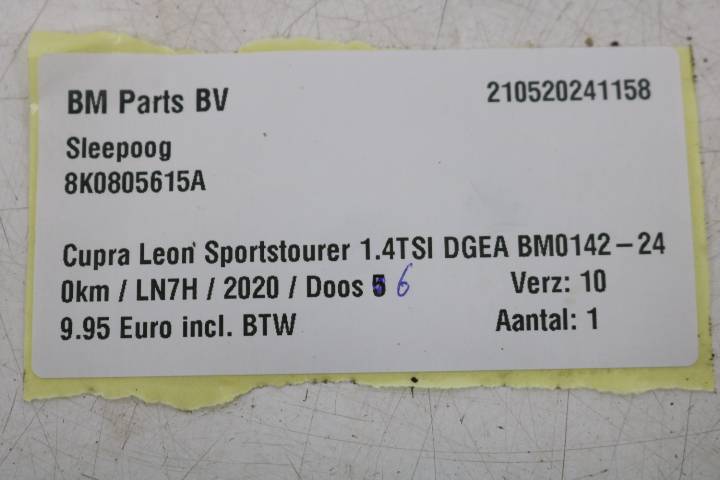 BM Parts BV 210520241158
Sleepoog
8K0805615A
Cupra Leon Sportstourer 1.4TSI DGEA BM0142-24
0km / LN7H / 2020 / Doos 6 Verz: 10
9.95 Euro incl. BTW Aantal: 1